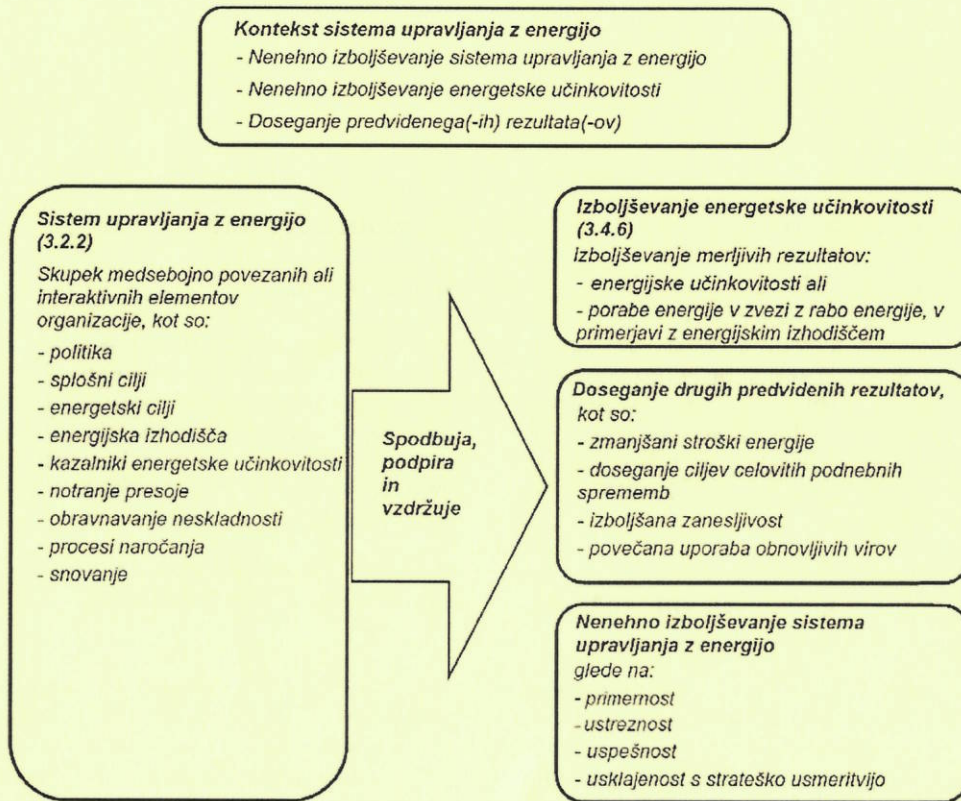 Kontekst sistema upravljanja z energijo
- Nenehno izboljševanje sistema upravljanja z energijo
- Nenehno izboljševanje energetske učinkovitosti
- Doseganje predvidenega(-ih) rezultata(-ov)
Sistem upravljanja z energijo
(3.2.2)
Skupek medsebojno povezanih ali
interaktivnih elementov
organizacije, kot so:
- politika
- splošni cilji
- energetski cilji
- energijska izhodišča
- kazalniki energetske učinkovitosti
- notranje presoje
- obravnavanje neskladnosti
- procesi naročanja
- snovanje
Spodbuja,
podpira
in
vzdržuje
Izboljševanje energetske učinkovitosti
(3.4.6)
Izboljševanje merljivih rezultatov:
- energijske učinkovitosti ali
- porabe energije v zvezi z rabo energije, v
primerjavi z energijskim izhodiščem
Doseganje drugih predvidenih rezultatov,
kot so:
- zmanjšani stroški energije
- doseganje ciljev celovitih podnebnih
sprememb
- izboljšana zanesljivost
- povečana uporaba obnovljivih virov
Nenehno izboljševanje sistema
upravljanja z energijo
glede na:
- primernost
- ustreznost
- uspešnost
- usklajenost s strateško usmeritvijo